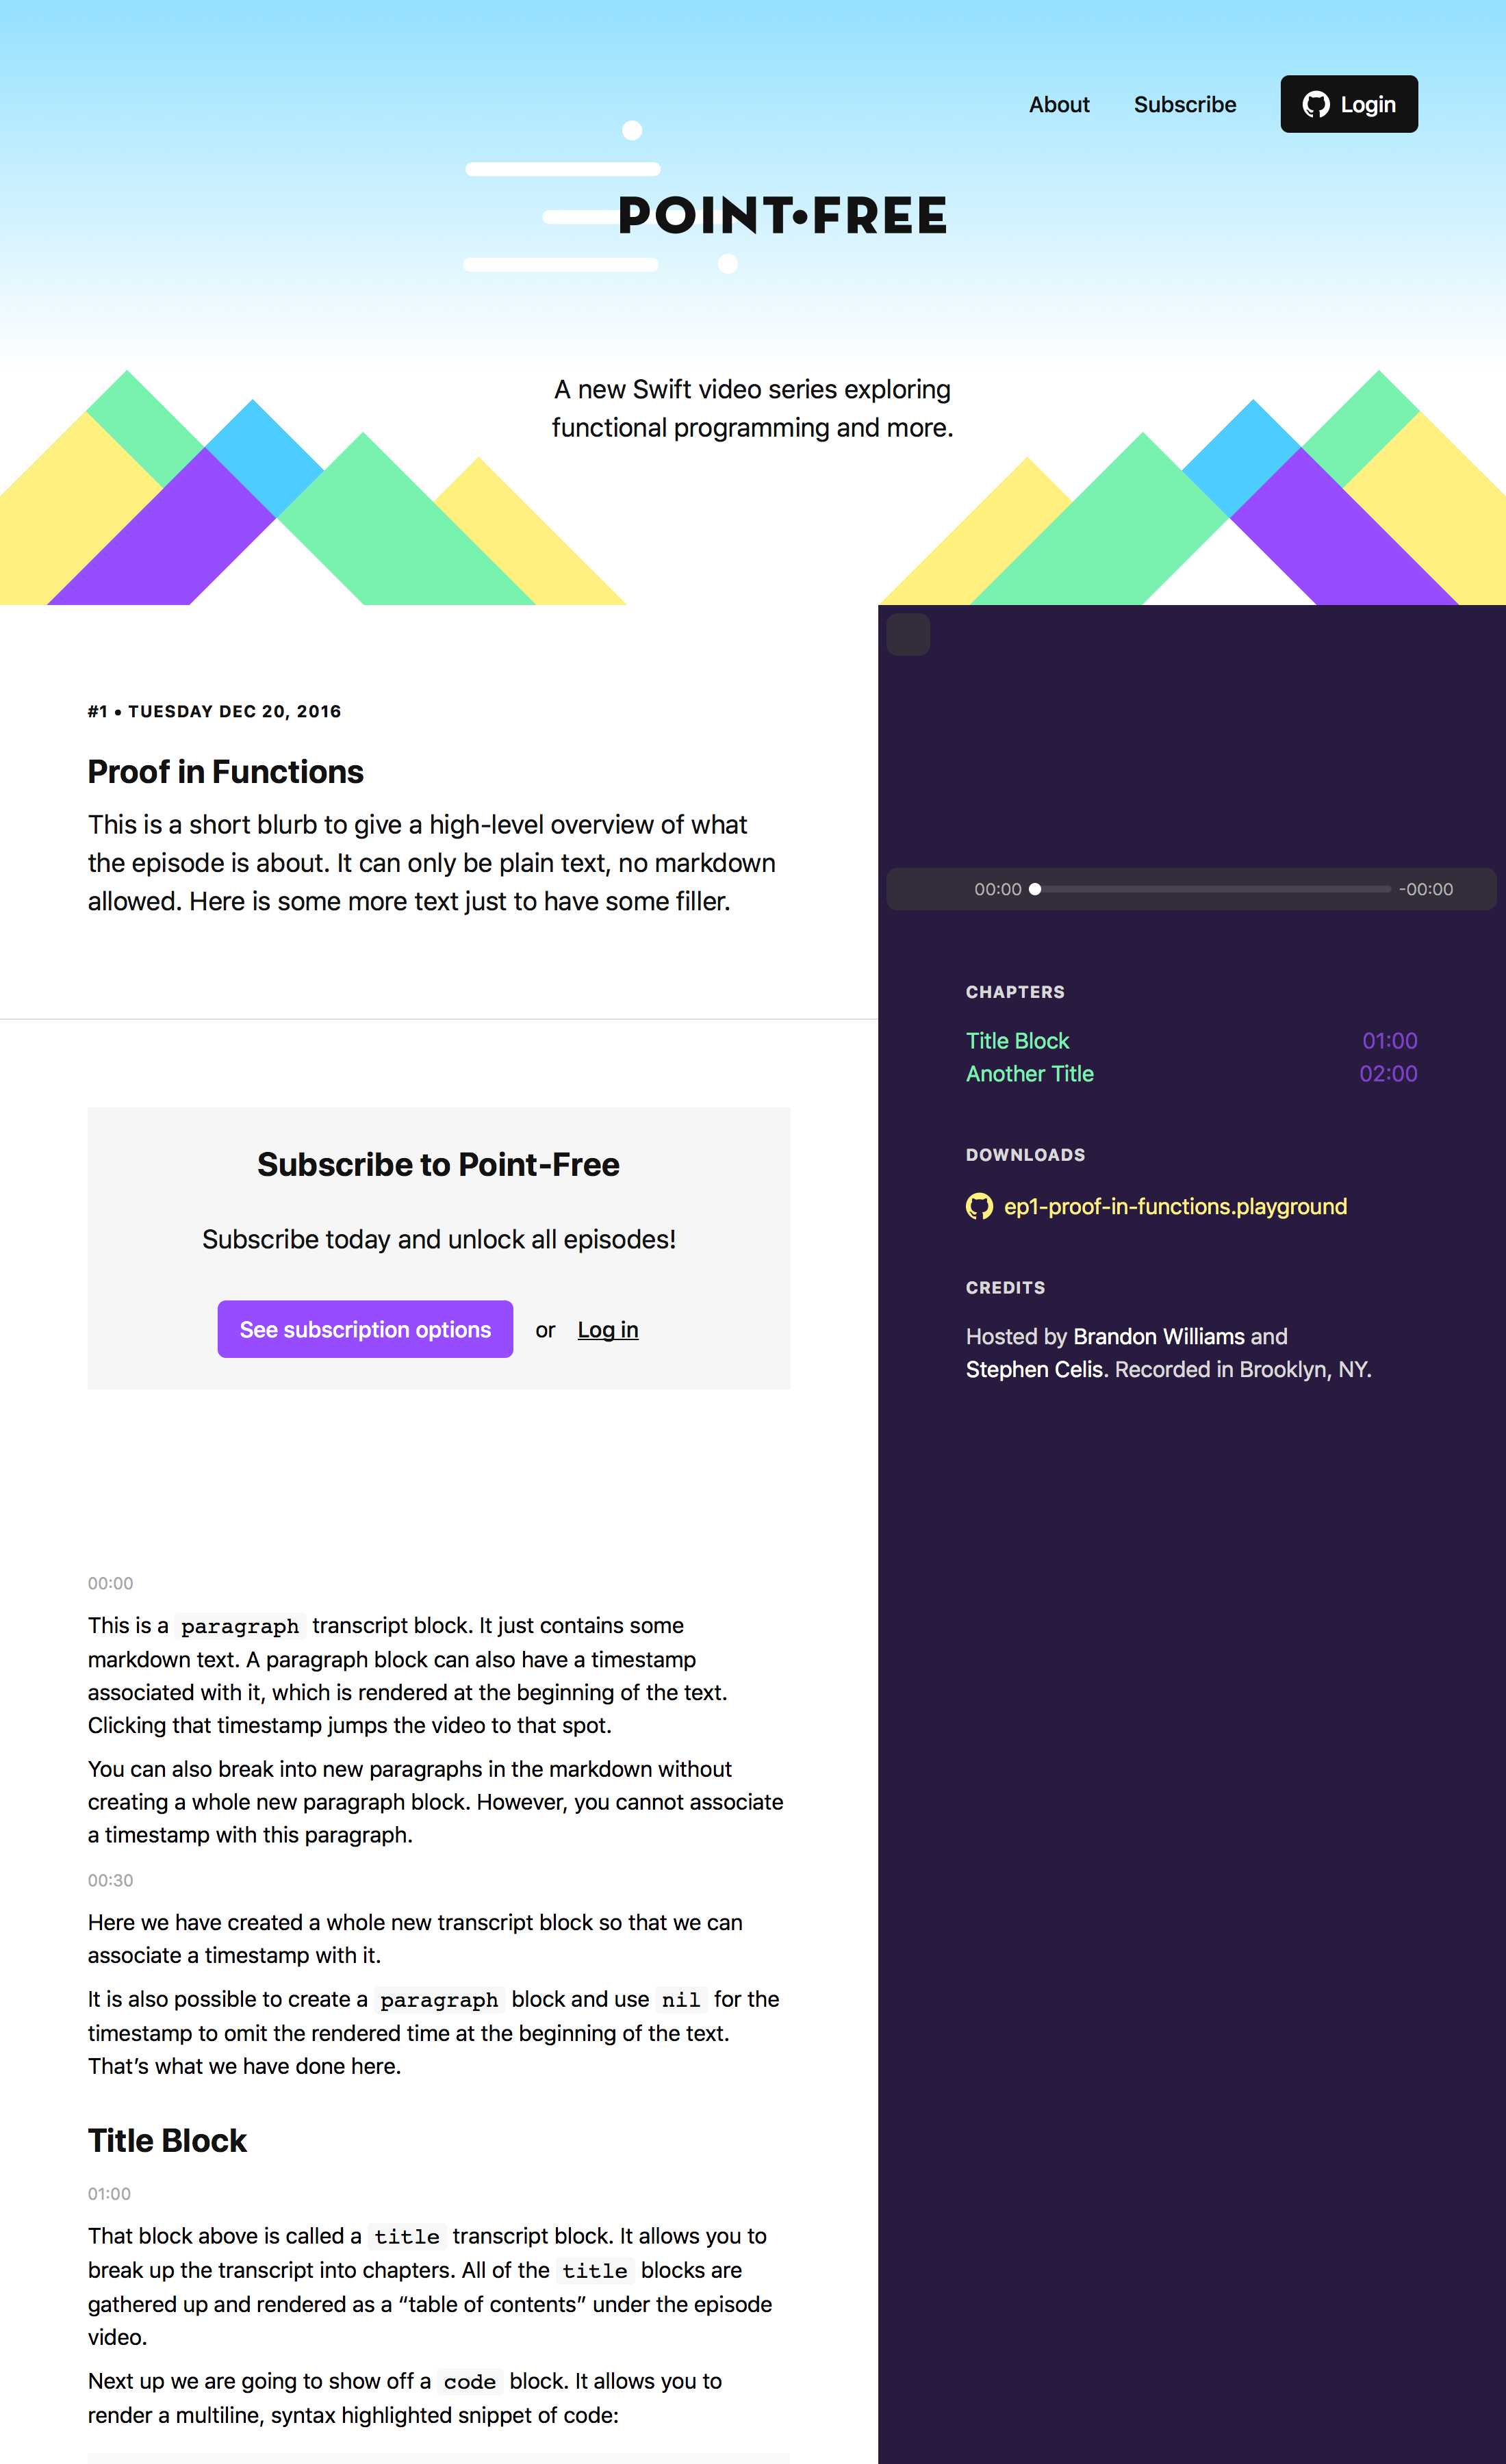 About
Subscribe
Login
POINT•FREE
A new Swift video series exploring
functional programming and more.
#1 • TUESDAY DEC 20, 2016
Proof in Functions
This is a short blurb to give a high-level overview of what
the episode is about. It can only be plain text, no markdown
allowed. Here is some more text just to have some filler.
Subscribe to Point-Free
Subscribe today and unlock all episodes!
See subscription options or Log in
00:00
This is a paragraph transcript block. It just contains some
markdown text. A paragraph block can also have a timestamp
associated with it, which is rendered at the beginning of the text.
Clicking that timestamp jumps the video to that spot.
You can also break into new paragraphs in the markdown without
creating a whole new paragraph block. However, you cannot associate
a timestamp with this paragraph.
00:30
Here we have created a whole new transcript block so that we can
associate a timestamp with it.
It is also possible to create a paragraph block and use nil for the
timestamp to omit the rendered time at the beginning of the text.
That’s what we have done here.
Title Block
01:00
That block above is called a title transcript block. It allows you to
break up the transcript into chapters. All of the title blocks are
gathered up and rendered as a “table of contents” under the episode
video.
Next up we are going to show off a code block. It allows you to
render a multiline, syntax highlighted snippet of code:
00:00 -00:00
CHAPTERS
Title Block 01:00
Another Title 02:00
DOWNLOADS
ep1-proof-in-functions.playground
CREDITS
Hosted by Brandon Williams and
Stephen Celis. Recorded in Brooklyn, NY.